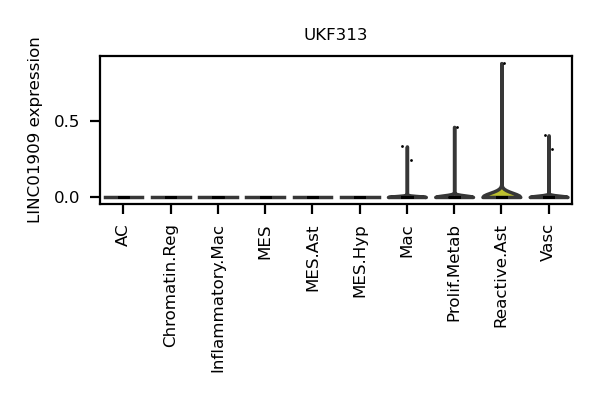 UKF313
LINC01909 expression
0.5
0.0
AC
Chromatin.Reg
Inflammatory.Mac
MES
MES.Ast
MES.Hyp
Mac
Prolif.Metab
Reactive.Ast
Vasc